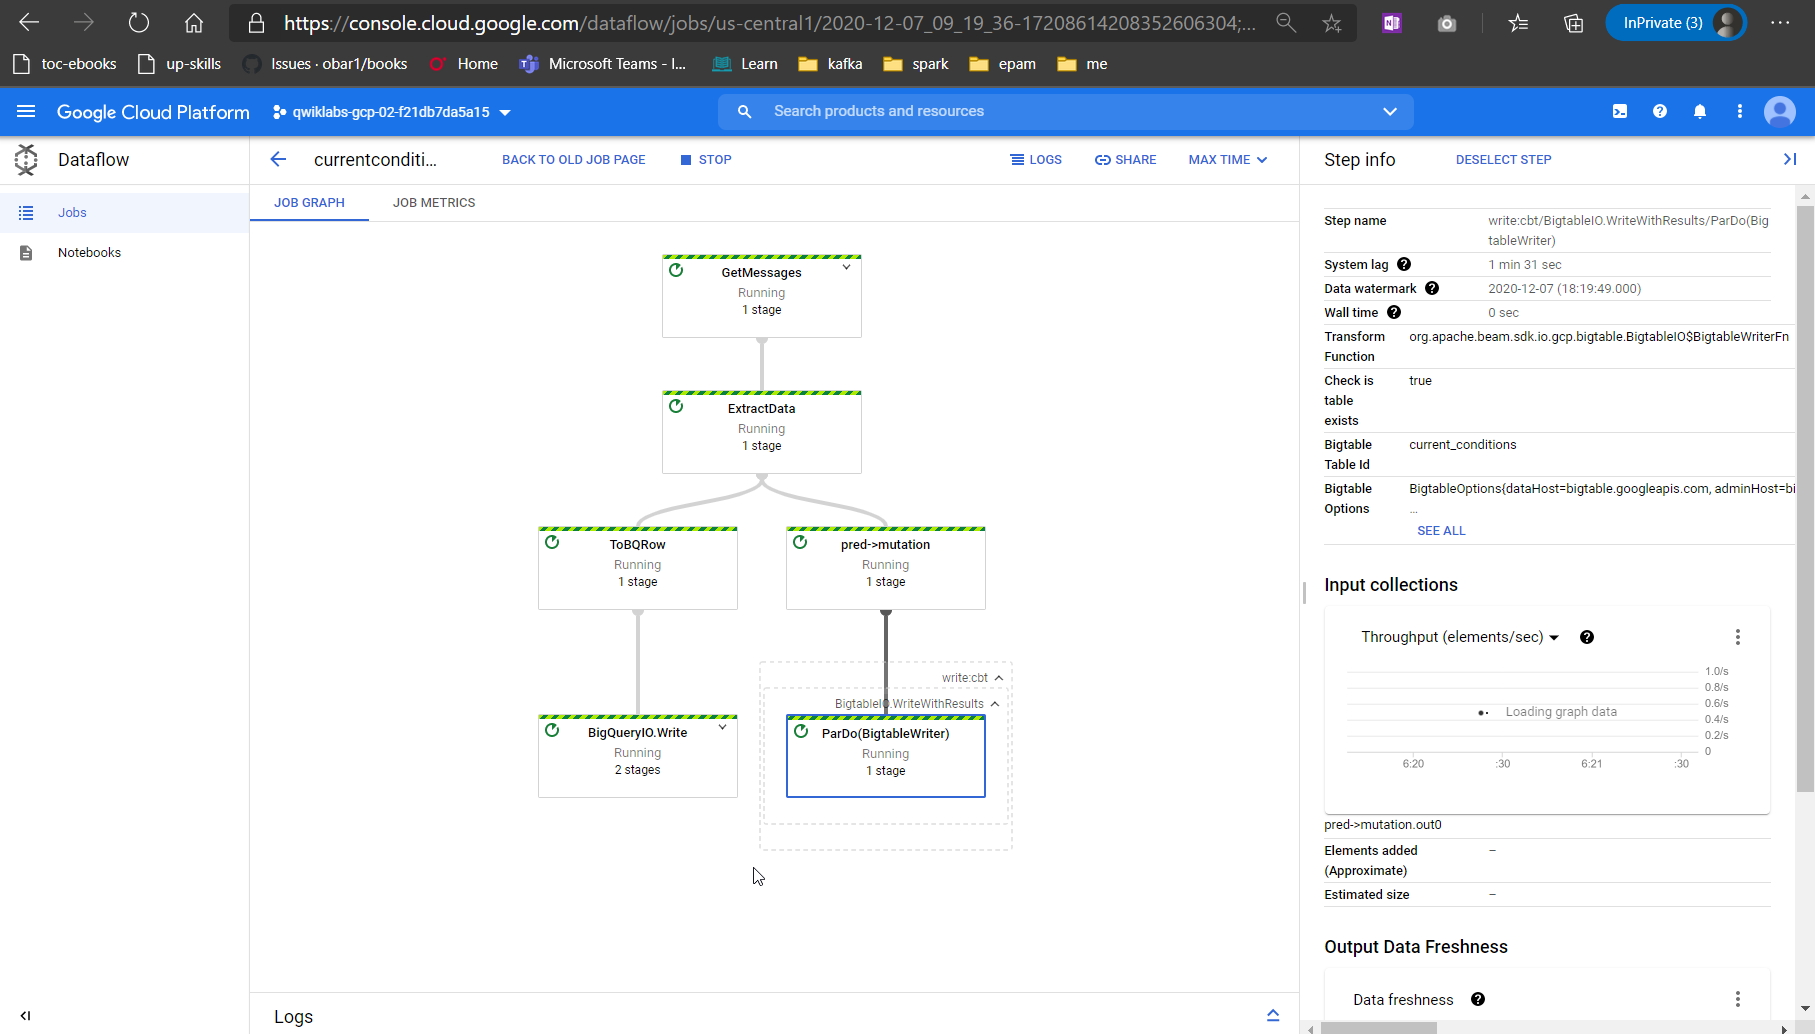 https://console.cloud.google.com/dataflow/jobs/us-central1/2020-12-07_09_19_36-17208614208352606304;...
InPrivate (3)
toc-ebooks
up-skills
Issues · obar1/books
Home
Microsoft Teams - I...
Learn
kafka
spark
epam
me
Google Cloud Platform
qwiklabs-gcp-02-f21db7da5a15
Search products and resources
Dataflow
Jobs
Notebooks
currentconditi...
BACK TO OLD JOB PAGE
STOP
LOGS
SHARE
MAX TIME
JOB GRAPH
JOB METRICS
GetMessages
Running
1 stage
ExtractData
Running
1 stage
ToBQRow
Running
1 stage
pred->mutation
Running
1 stage
write:cbt
BigtableIO.WriteWithResults
BigQueryIO.Write
Running
2 stages
ParDo(BigtableWriter)
Running
1 stage
Logs
Step info
DESELECT STEP
Step name
write:cbt/BigtableIO.WriteWithResults/ParDo(Big
tableWriter)
System lag
1 min 31 sec
Data watermark
2020-12-07 (18:19:49.000)
Wall time
0 sec
Transform
Function
org.apache.beam.sdk.io.gcp.bigtable.BigtableIO$BigtableWriterFn
Check is
table
exists
true
Bigtable
Table Id
current_conditions
Bigtable
Options
BigtableOptions{dataHost=bigtable.googleapis.com, adminHost=bi
...
SEE ALL
Input collections
Throughput (elements/sec)
1.0/s
0.8/s
0.6/s
0.4/s
0.2/s
0
Loading graph data
6:20
:30
6:21
:30
pred->mutation.out0
Elements added
(Approximate)
–
Estimated size
–
Output Data Freshness
Data freshness